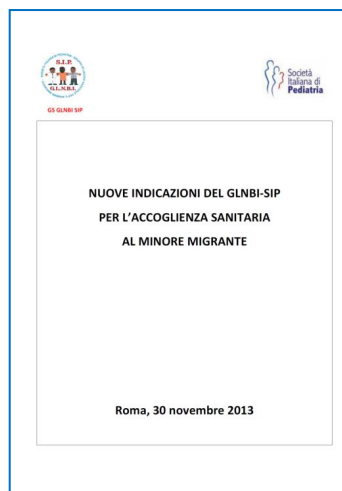 S.I.P.
G.L.N.B.I.
GS GLNBI SIP
Società
Italiana di
Pediatria
NUOVE INDICAZIONI DEL GLNBI-SIP
PER L’ACCOGLIENZA SANITARIA
AL MINORE MIGRANTE
Roma, 30 novembre 2013